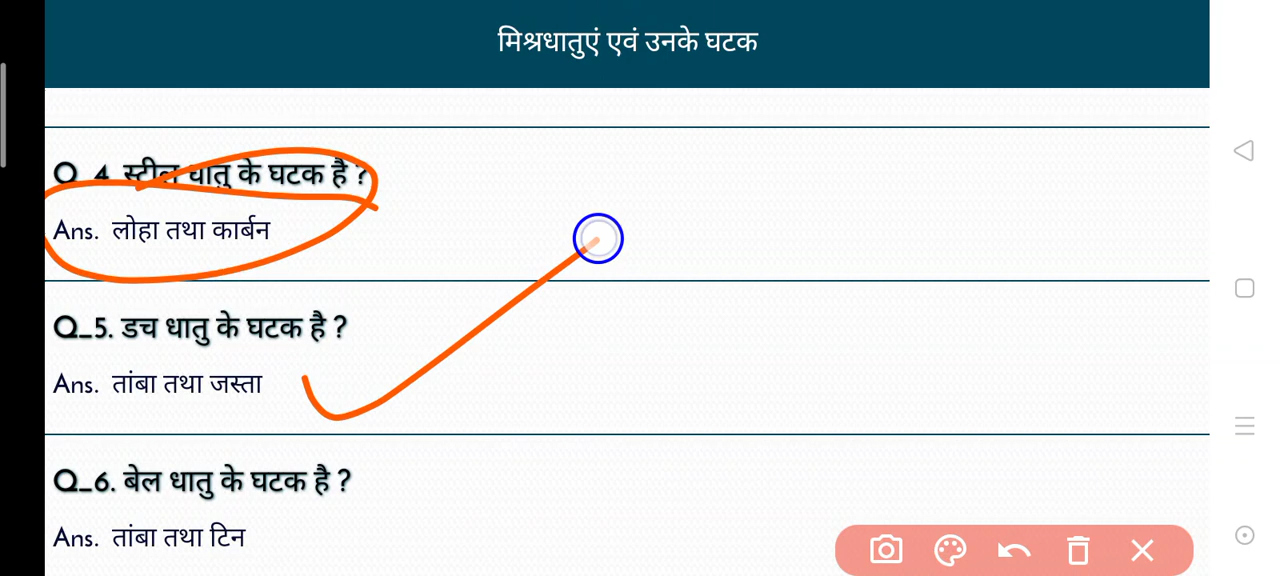 मिश्रधातुएं एवं उनके घटक
Q_4. स्टील धातु के घटक है ?
Ans. लोहा तथा कार्बन
Q_5. डच धातु के घटक है ?
Ans. तांबा तथा जस्ता
Q_6. बेल धातु के घटक है ?
Ans. तांबा तथा टिन